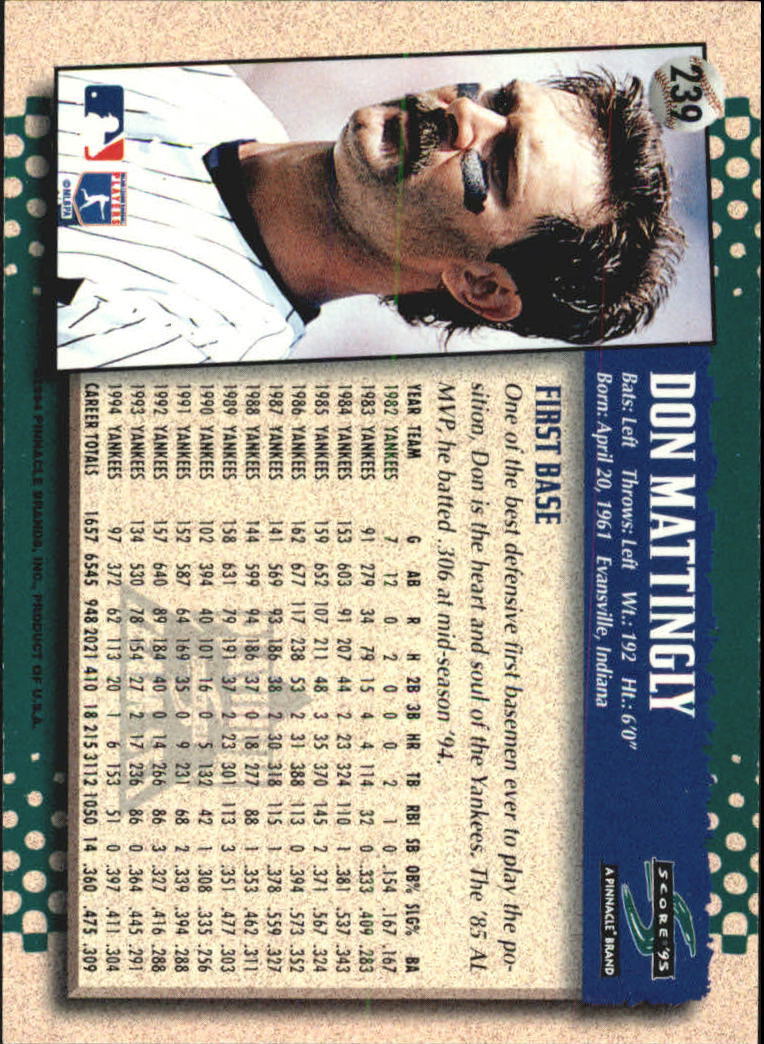 239
DON MATTINGLY
Bats: Left Throws: Left Wt.: 192 Ht.: 6'0"
Born: April 20, 1961 Evansville, Indiana
SCORE '95
A PINNACLE® BRAND
PLAYERS
©MLBPA
FIRST BASE
One of the best defensive first basemen ever to play the po-
sition, Don is the heart and soul of the Yankees. The '85 AL
MVP, he batted .306 at mid-season '94.
YEAR TEAM G AB R H 2B 3B HR TB RBI SB OB% SLG% BA
1982 YANKEES 7 12 0 2 0 0 0 2 1 0 .154 .167 .167
1983 YANKEES 91 279 34 79 15 4 4 114 32 0 .333 .409 .283
1984 YANKEES 153 603 91 207 44 2 23 324 110 1 .381 .537 .343
1985 YANKEES 159 652 107 211 48 3 35 370 145 2 .371 .567 .324
1986 YANKEES 162 677 117 238 53 2 31 388 113 0 .394 .573 .352
1987 YANKEES 141 569 93 186 38 2 30 318 115 1 .378 .559 .327
1988 YANKEES 144 599 94 186 37 0 18 277 88 1 .353 .462 .311
1989 YANKEES 158 631 79 191 37 2 23 301 113 3 .351 .477 .303
1990 YANKEES 102 394 40 101 16 0 5 132 42 1 .308 .335 .256
1991 YANKEES 152 587 64 169 35 0 9 231 68 2 .339 .394 .288
1992 YANKEES 157 640 89 184 40 0 14 266 86 3 .327 .416 .288
1993 YANKEES 134 530 78 154 27 2 17 236 86 0 .364 .445 .291
1994 YANKEES 97 372 62 113 20 1 6 153 51 0 .397 .411 .304
CAREER TOTALS 1657 6545 948 2021 410 18 215 3112 1050 14 .360 .475 .309
1994 PINNACLE BRANDS, INC., PRODUCT OF U.S.A.